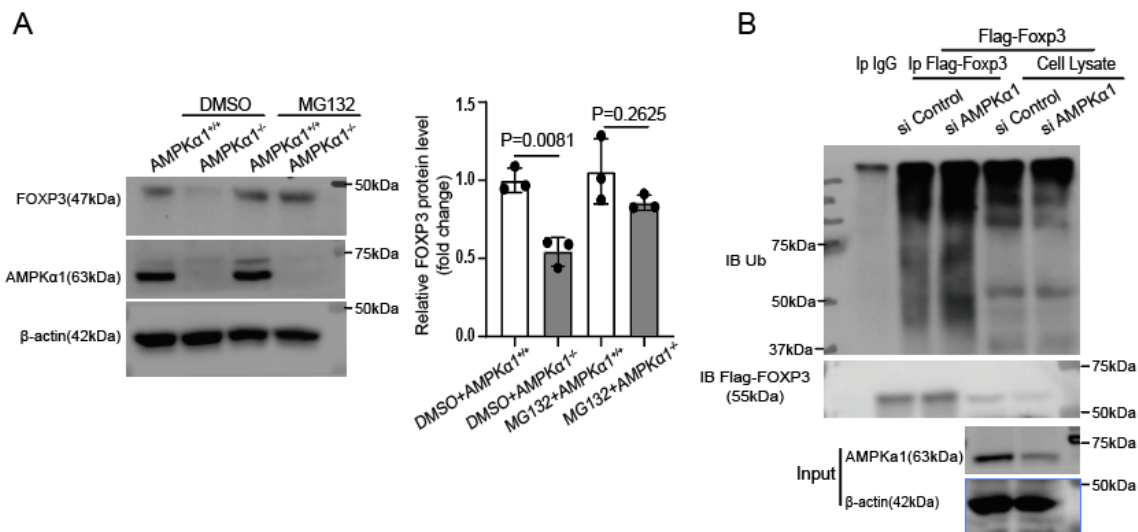 A
DMSO
MG132
AMPKα1+/+
AMPKα1-/-
AMPKα1+/+
AMPKα1-/-
FOXP3(47kDa)
50kDa
AMPKα1(63kDa)
75kDa
β-actin(42kDa)
50kDa
Relative FOXP3 protein level
(fold change)
1.5
1.0
0.5
0.0
P=0.0081
P=0.2625
DMSO+AMPKα1+/+
DMSO+AMPKα1-/-
MG132+AMPKα1+/+
MG132+AMPKα1-/-
B
Flag-Foxp3
Ip IgG
Ip Flag-Foxp3
Cell Lysate
si Control
si AMPKα1
si Control
si AMPKα1
IB Ub
75kDa
50kDa
37kDa
IB Flag-FOXP3
(55kDa)
75kDa
50kDa
Input
AMPKa1(63kDa)
75kDa
β-actin(42kDa)
50kDa